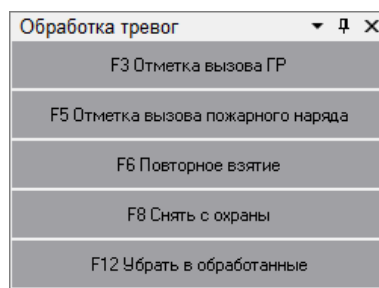 Обработка тревог
F3 Отметка вызова ГР
F5 Отметка вызова пожарного наряда
F6 Повторное взятие
F8 Снять с охраны
F12 Убрать в обработанные